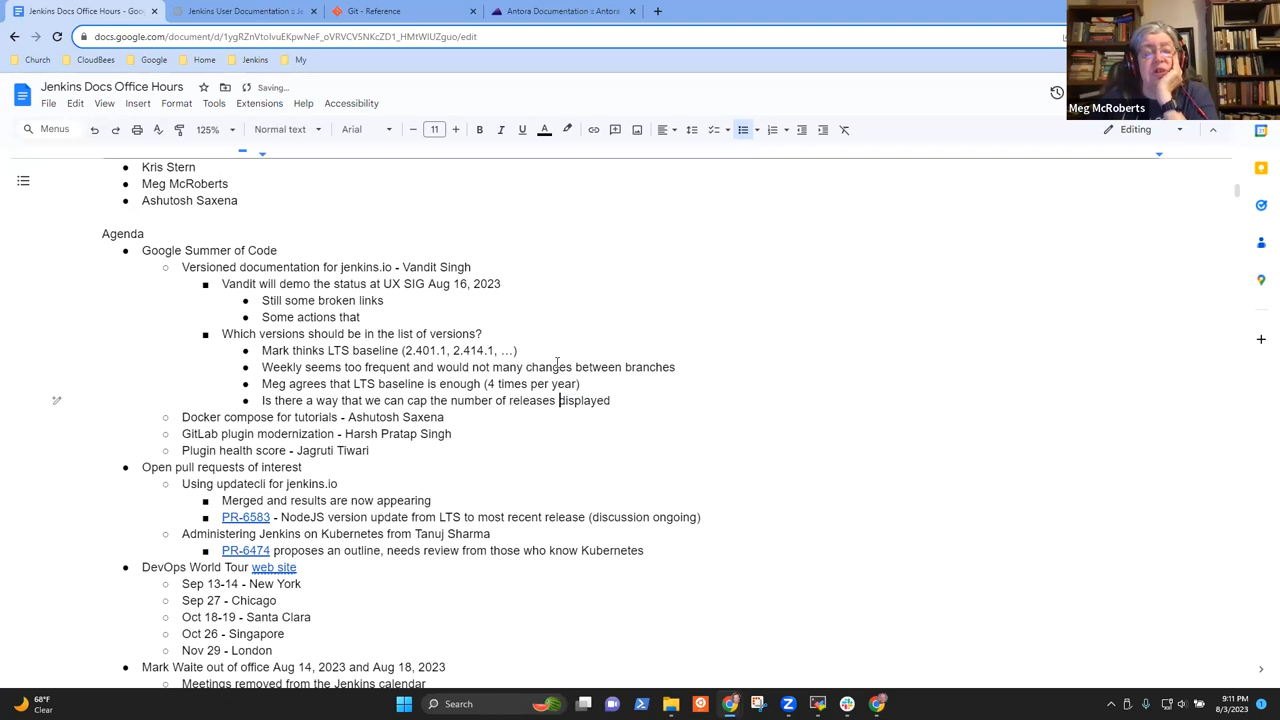 Jenkins Docs Office Hours - Goo
Jenkins User Documentation :: Je
Git - Reference
Antora Documentation :: Antora
docs.google.com/document/d/1ygRZnVtoIvuEKpwNeF_oVRVCV5NKcZD1_HMtWIUZguo/edit
Church
CloudBees
Google
Home
Jenkins
My
Meg McRoberts
Jenkins Docs Office Hours
Saving...
File Edit View Insert Format Tools Extensions Help Accessibility
Menus
125%
Normal text
Arial
11
Editing
Kris Stern
Meg McRoberts
Ashutosh Saxena
Agenda
Google Summer of Code
Versioned documentation for jenkins.io - Vandit Singh
Vandit will demo the status at UX SIG Aug 16, 2023
Still some broken links
Some actions that
Which versions should be in the list of versions?
Mark thinks LTS baseline (2.401.1, 2.414.1, …)
Weekly seems too frequent and would not many changes between branches
Meg agrees that LTS baseline is enough (4 times per year)
Is there a way that we can cap the number of releases displayed
Docker compose for tutorials - Ashutosh Saxena
GitLab plugin modernization - Harsh Pratap Singh
Plugin health score - Jagruti Tiwari
Open pull requests of interest
Using updatecli for jenkins.io
Merged and results are now appearing
PR-6583 - NodeJS version update from LTS to most recent release (discussion ongoing)
Administering Jenkins on Kubernetes from Tanuj Sharma
PR-6474 proposes an outline, needs review from those who know Kubernetes
DevOps World Tour web site
Sep 13-14 - New York
Sep 27 - Chicago
Oct 18-19 - Santa Clara
Oct 26 - Singapore
Nov 29 - London
Mark Waite out of office Aug 14, 2023 and Aug 18, 2023
Meetings removed from the Jenkins calendar
68°F
Clear
Search
9:11 PM
8/3/2023